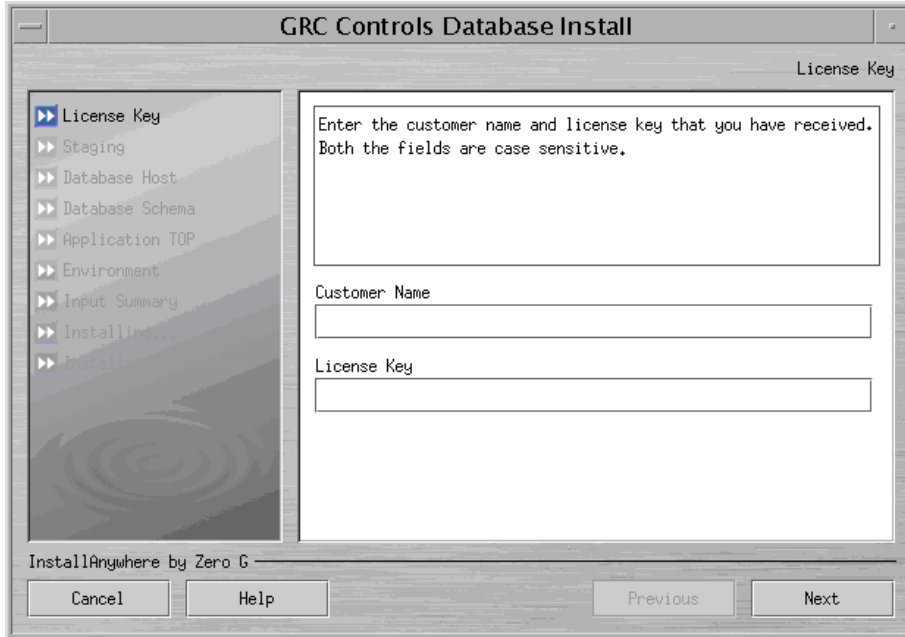 GRC Controls Database Install
License Key
License Key
Staging
Database Host
Database Schema
Application TOP
Environment
Input Summary
Installing...
Install
Enter the customer name and license key that you have received.
Both the fields are case sensitive.
Customer Name
License Key
InstallAnywhere by Zero G
Cancel
Help
Previous
Next